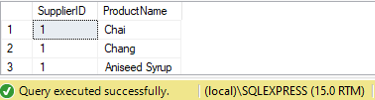 SupplierID ProductName
1 1 Chai
2 1 Chang
3 1 Aniseed Syrup
Query executed successfully. (local)\SQLEXPRESS (15.0 RTM)